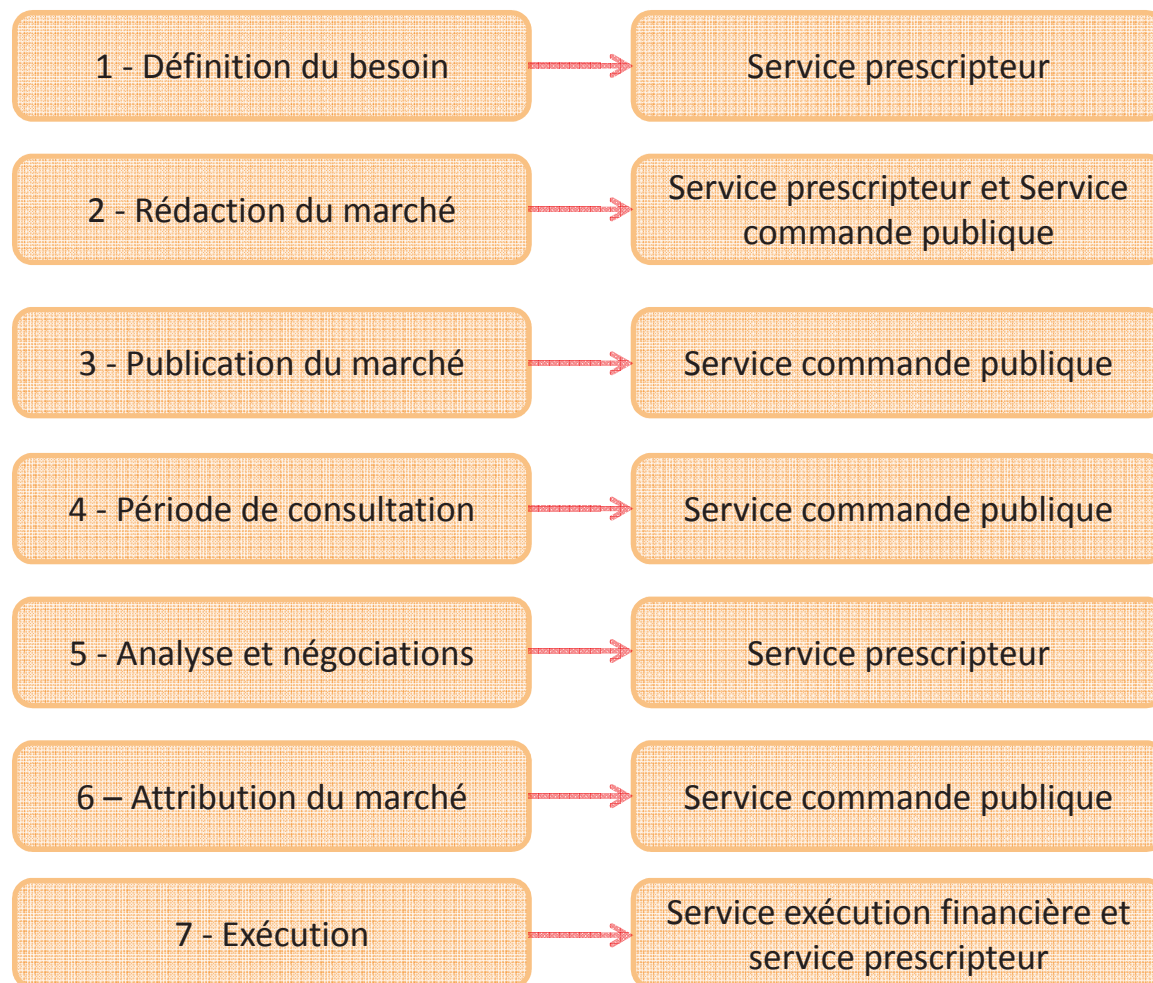 1 - Définition du besoin
Service prescripteur
2 - Rédaction du marché
Service prescripteur et Service
commande publique
3 - Publication du marché
Service commande publique
4 - Période de consultation
Service commande publique
5 - Analyse et négociations
Service prescripteur
6 – Attribution du marché
Service commande publique
7 - Exécution
Service exécution financière et
service prescripteur